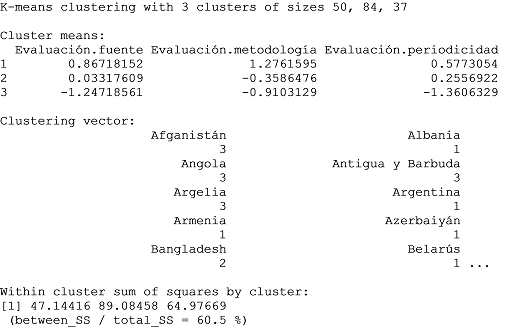 K-means clustering with 3 clusters of sizes 50, 84, 37
Cluster means:
Evaluación.fuente Evaluación.metodología Evaluación.periodicidad
1 0.86718152 1.2761595 0.5773054
2 0.03317609 -0.3586476 0.2556922
3 -1.24718561 -0.9103129 -1.3606329
Clustering vector:
Afganistán Albania
3 1
Angola Antigua y Barbuda
3 3
Argelia Argentina
3 1
Armenia Azerbaiyán
1 1
Bangladesh Belarús
2 1 ...
Within cluster sum of squares by cluster:
[1] 47.14416 89.08458 64.97669
(between_SS / total_SS = 60.5 %)